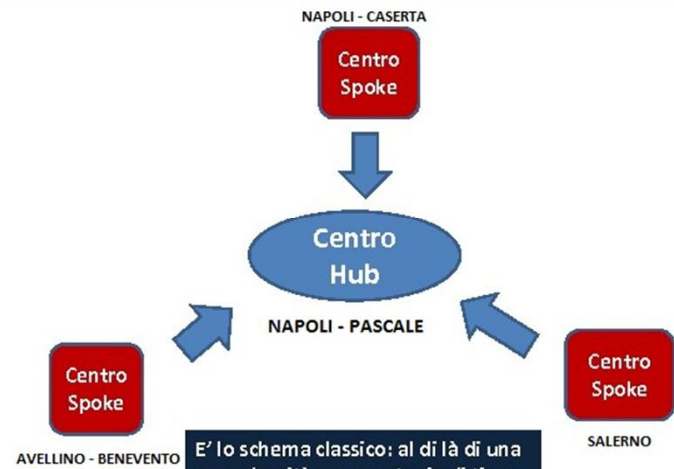 NAPOLI - CASERTA
Centro
Spoke
Centro
Hub
NAPOLI - PASCALE
Centro
Spoke
AVELLINO - BENEVENTO
Centro
Spoke
SALERNO
E' lo schema classico: al di là di una